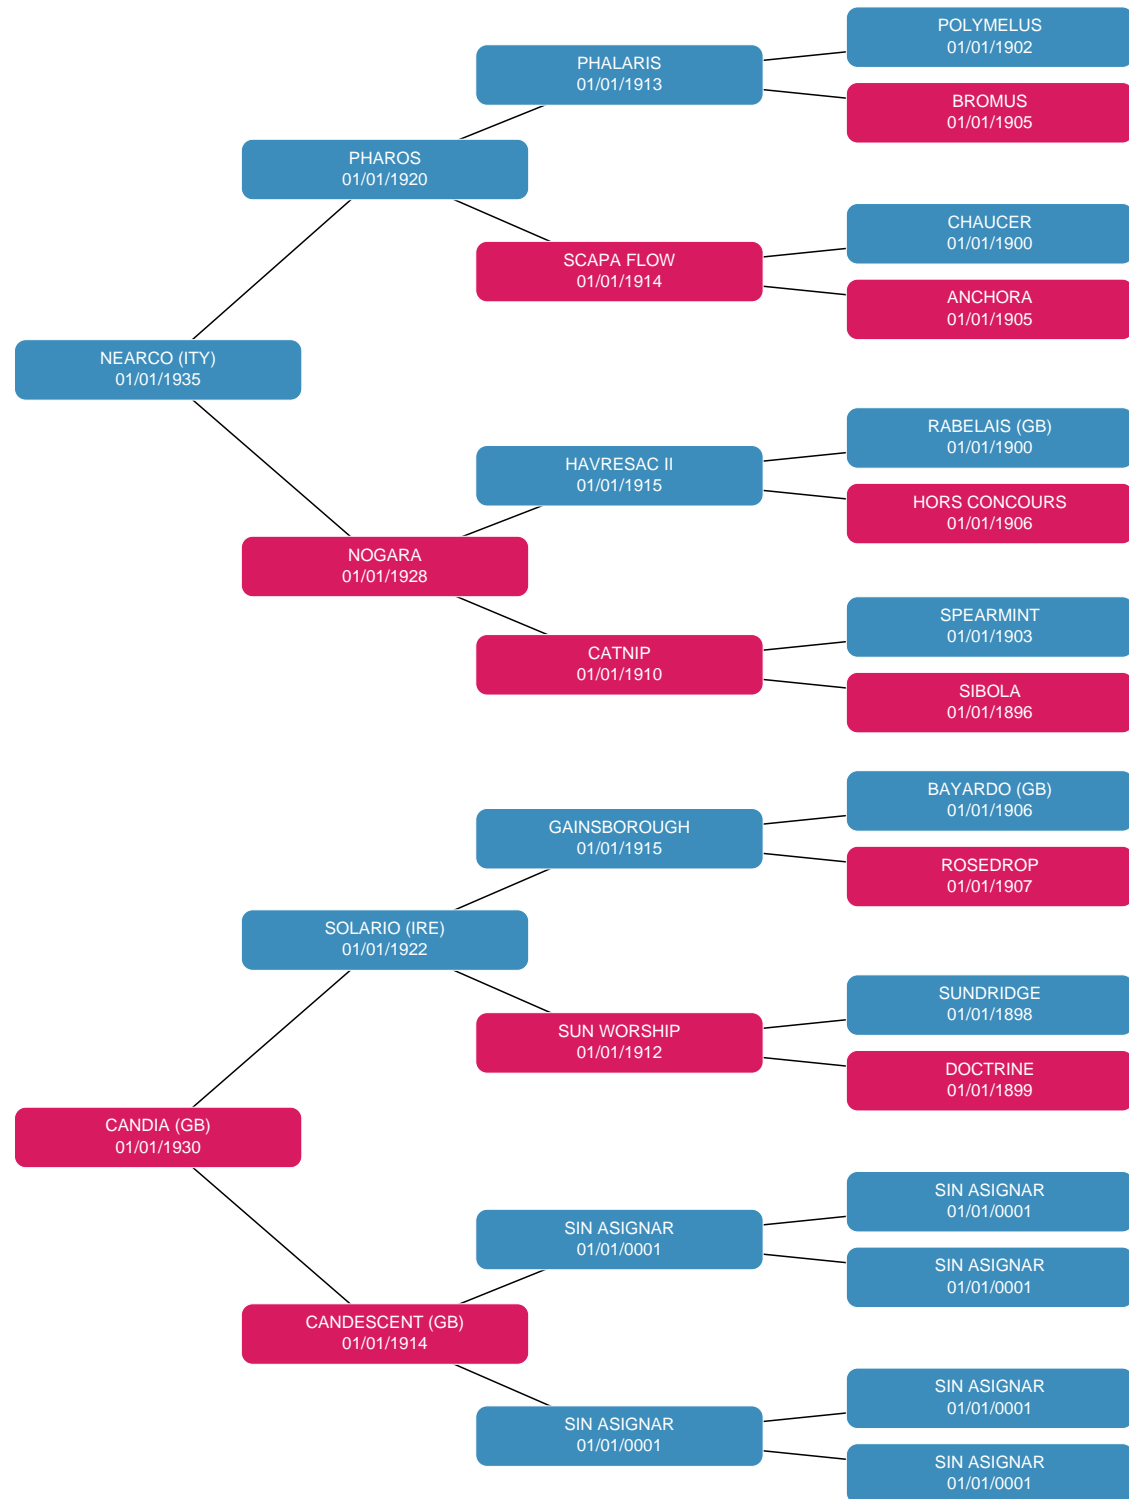 POLYMELUS
01/01/1902
PHALARIS
01/01/1913
BROMUS
01/01/1905
PHAROS
01/01/1920
CHAUCER
01/01/1900
SCAPA FLOW
01/01/1914
ANCHORA
01/01/1905
NEARCO (ITY)
01/01/1935
RABELAIS (GB)
01/01/1900
HAVRESAC II
01/01/1915
HORS CONCOURS
01/01/1906
NOGARA
01/01/1928
SPEARMINT
01/01/1903
CATNIP
01/01/1910
SIBOLA
01/01/1896
BAYARDO (GB)
01/01/1906
GAINSBOROUGH
01/01/1915
ROSEDROP
01/01/1907
SOLARIO (IRE)
01/01/1922
SUNDRIDGE
01/01/1898
SUN WORSHIP
01/01/1912
DOCTRINE
01/01/1899
CANDIA (GB)
01/01/1930
SIN ASIGNAR
01/01/0001
SIN ASIGNAR
01/01/0001
SIN ASIGNAR
01/01/0001
CANDESCENT (GB)
01/01/1914
SIN ASIGNAR
01/01/0001
SIN ASIGNAR
01/01/0001
SIN ASIGNAR
01/01/0001